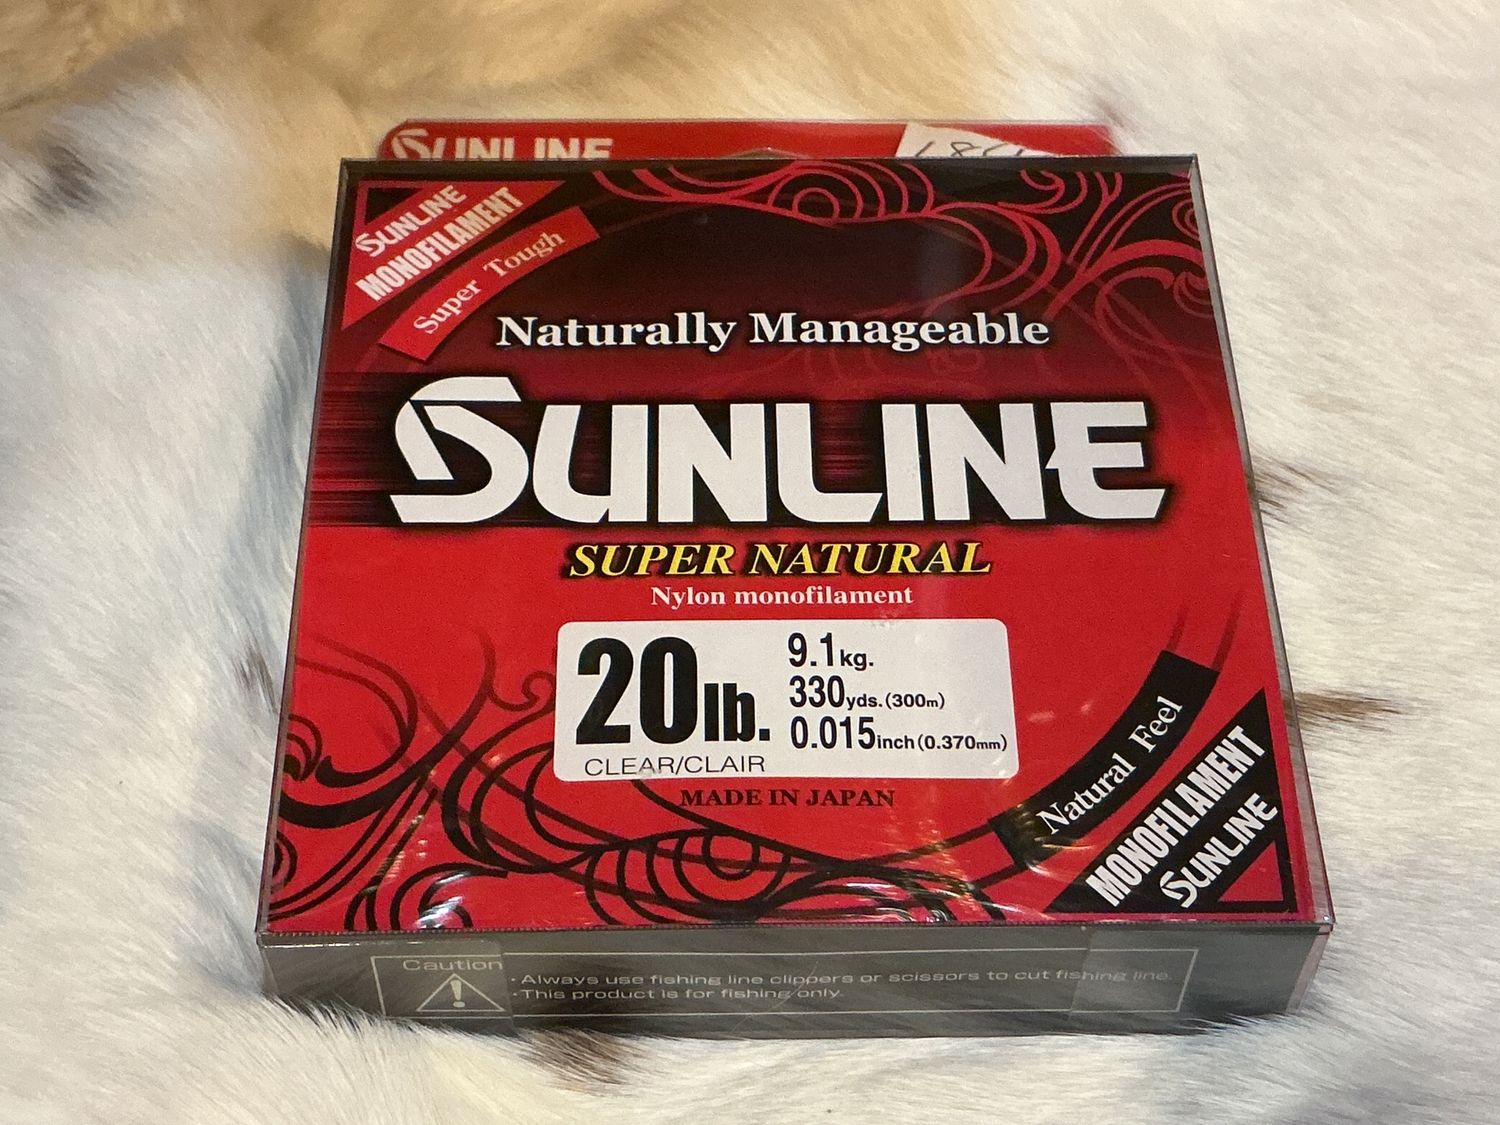 SUNLINE
SUNLINE
MONOFILAMENT
Super Tough
Naturally Manageable
SUNLINE
SUPER NATURAL
Nylon monofilament
20lb.
9.1kg.
330yds.(300m)
0.015inch(0.370mm)
CLEAR/CLAIR
MADE IN JAPAN
Natural Feel
MONOFILAMENT
SUNLINE
Caution
·Always use fishing line clippers or scissors to cut fishing line.
·This product is for fishing only.